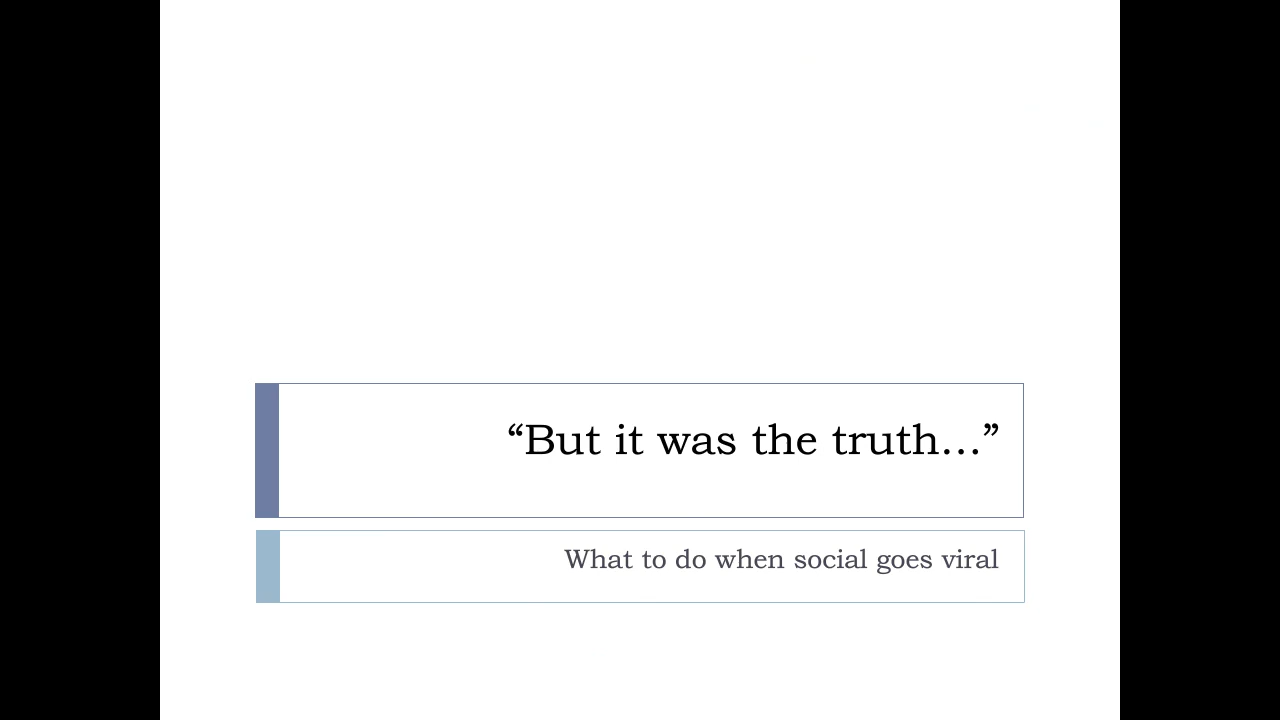 “But it was the truth…”
What to do when social goes viral